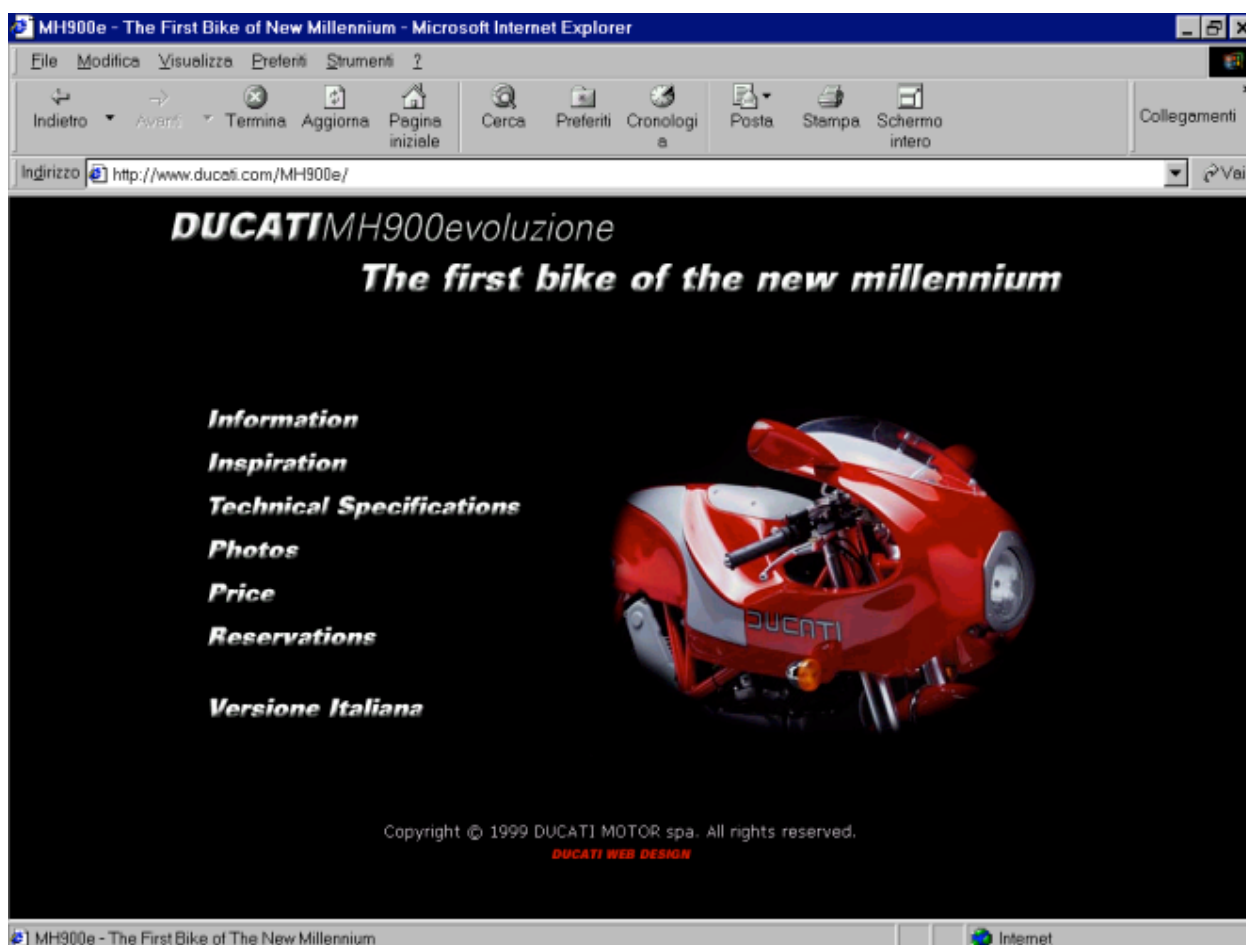 MH900e - The First Bike of New Millennium - Microsoft Internet Explorer
File Modifica Visualizza Preferiti Strumenti ?
Indietro Avanti Termina Aggiorna Pagina iniziale Cerca Preferiti Cronologia Posta Stampa Schermo intero Collegamenti
Indirizzo http://www.ducati.com/MH900e/ Vai
DUCATIMH900evoluzione
The first bike of the new millennium
Information
Inspiration
Technical Specifications
Photos
Price
Reservations
Versione Italiana
DUCATI
Copyright © 1999 DUCATI MOTOR spa. All rights reserved.
DUCATI WEB DESIGN
MH900e - The First Bike of The New Millennium Internet